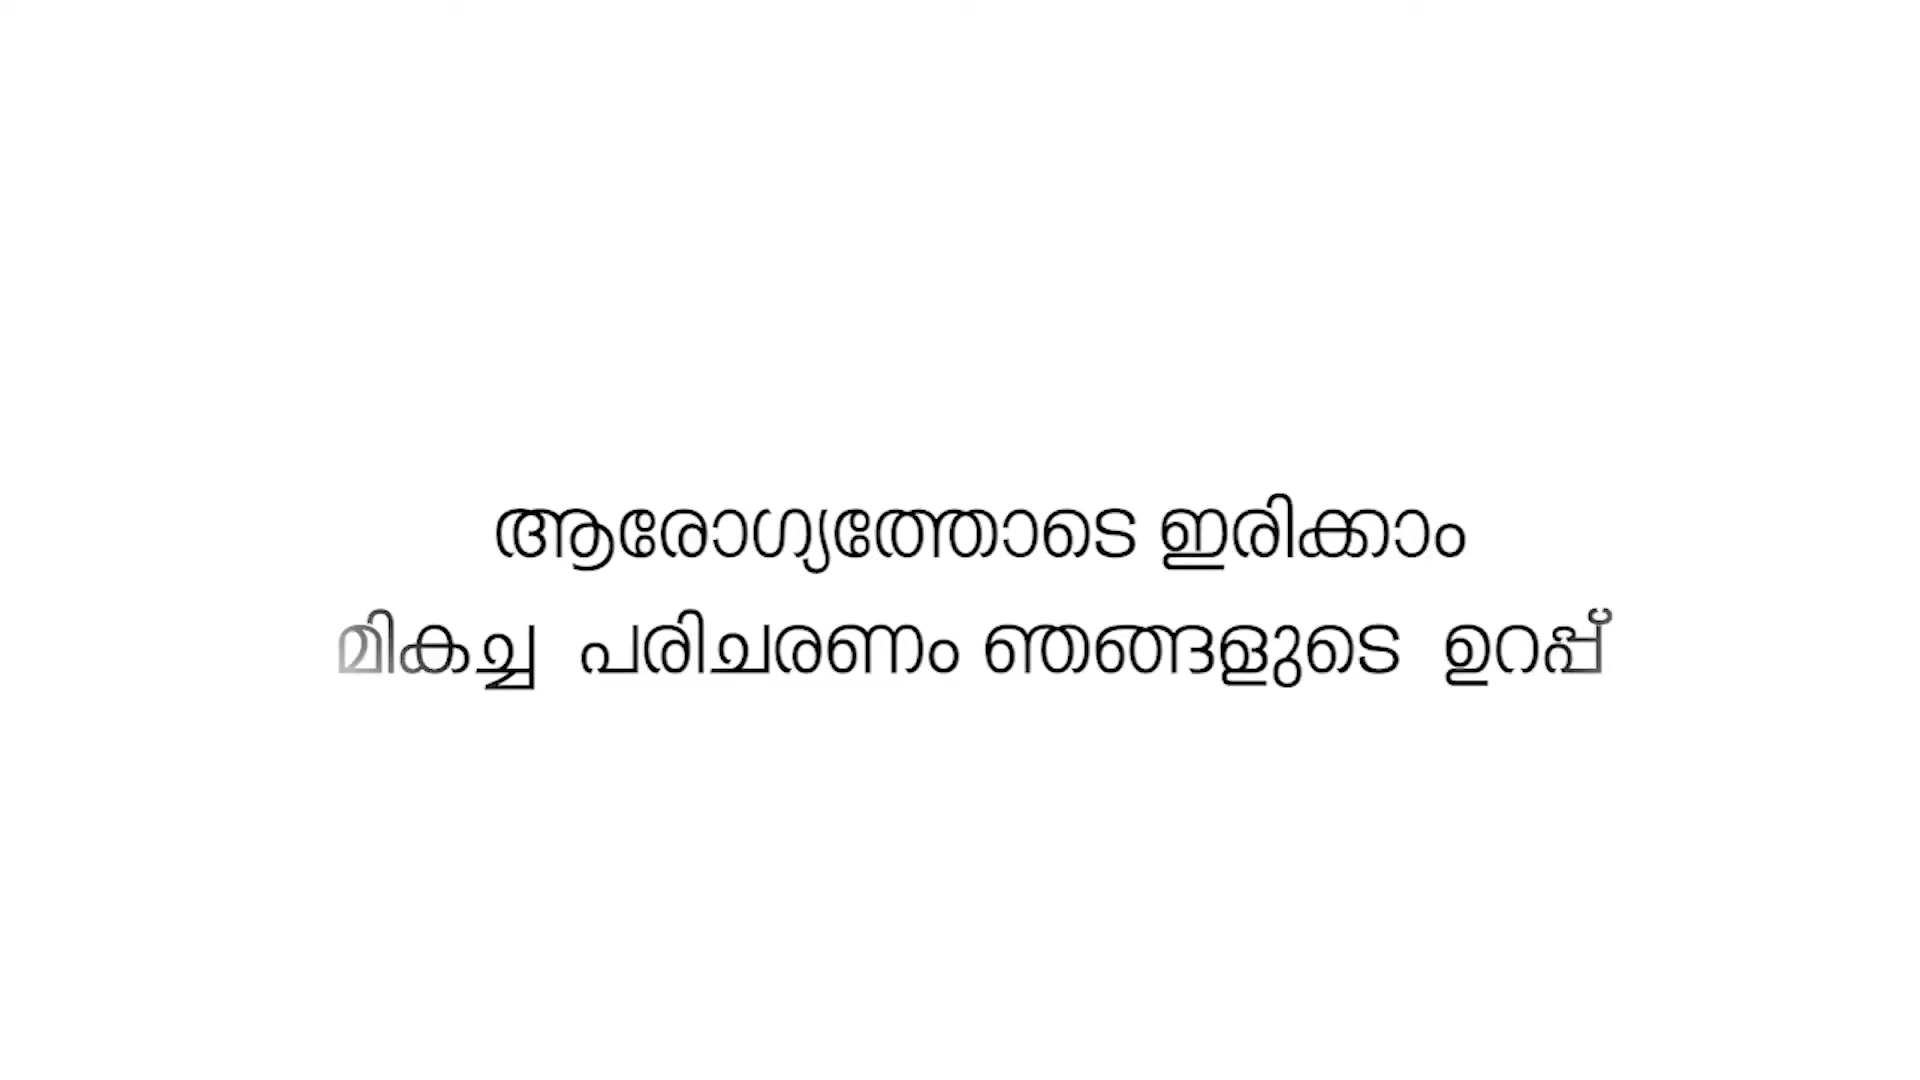 ആരോഗ്യത്തോടെ ഇരിക്കാം
മികച്ച പരിചരണം ഞങ്ങളുടെ ഉറപ്പ്